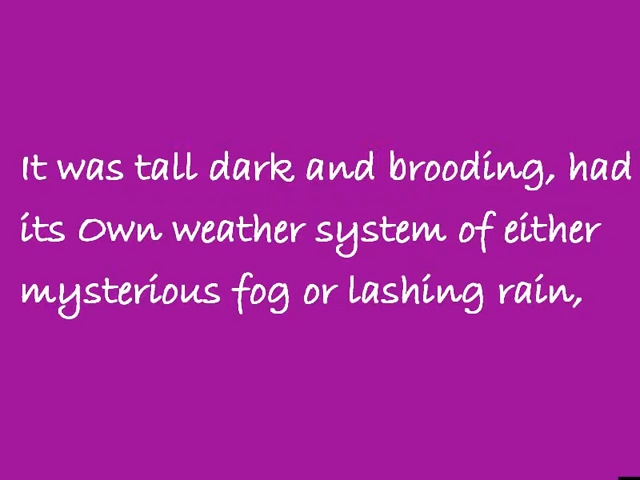 It was tall dark and brooding, had
its Own weather system of either
mysterious fog or lashing rain,